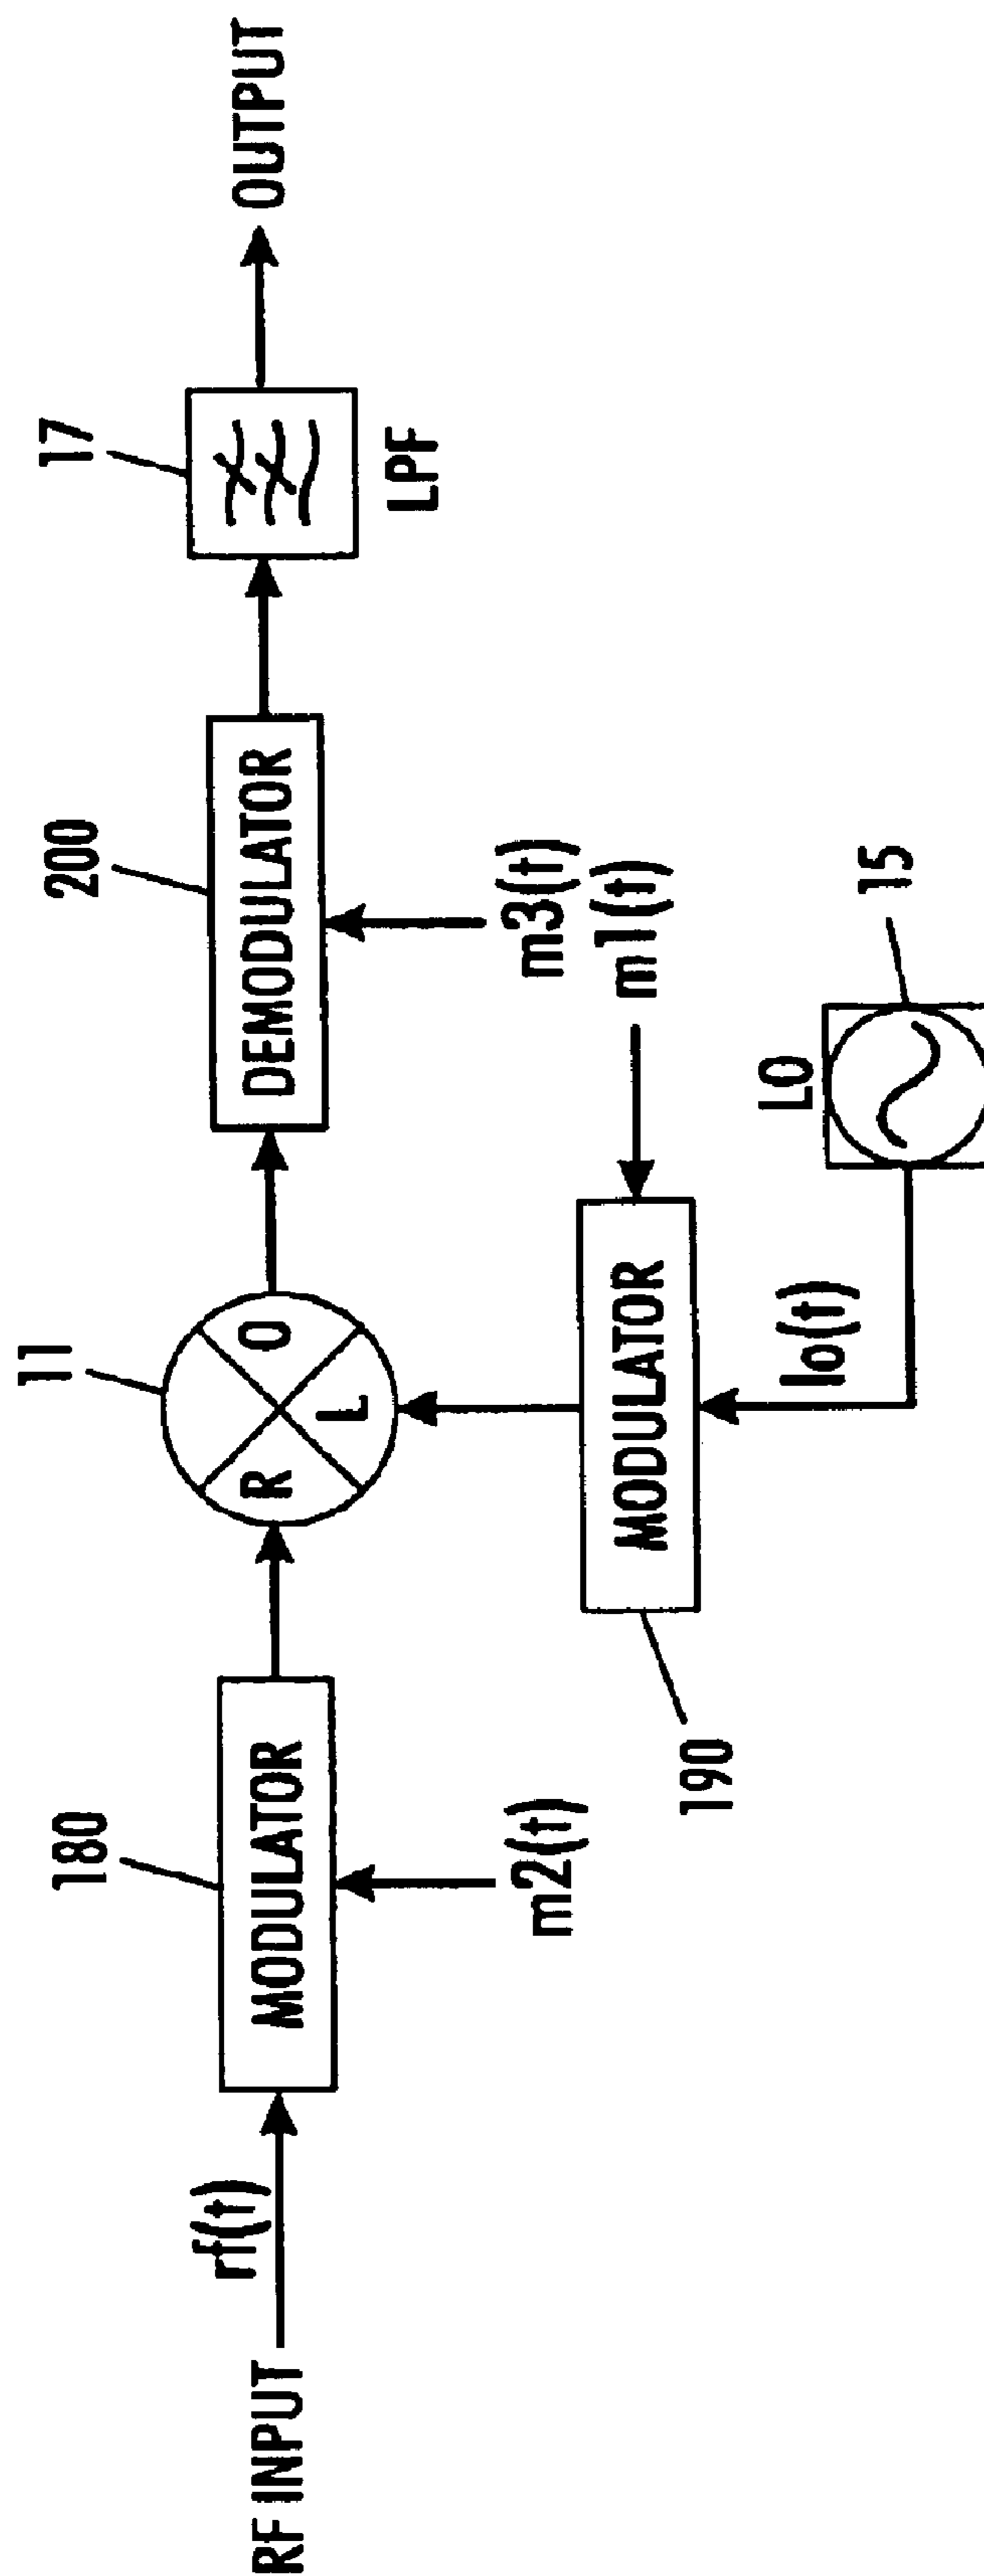 RF INPUT
rf(t)
180
MODULATOR
m2(t)
11
R
O
L
190
MODULATOR
m1(t)
lo(t)
LO
15
200
DEMODULATOR
m3(t)
17
LPF
OUTPUT